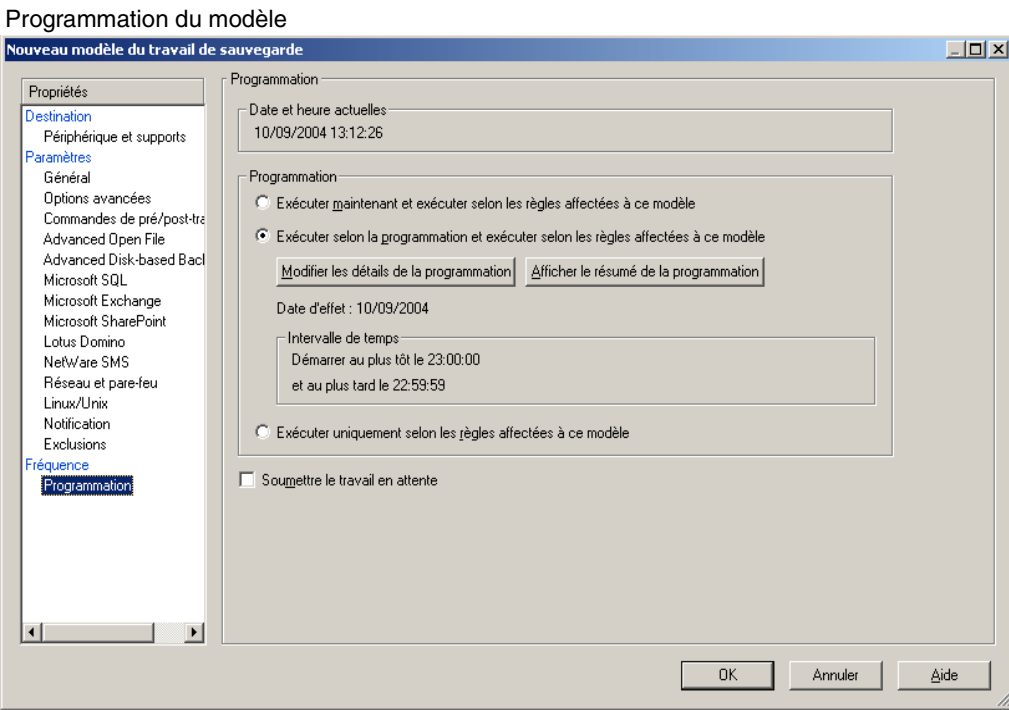 Programmation du modèle
Nouveau modèle du travail de sauvegarde
Propriétés
Destination
Périphérique et supports
Paramètres
Général
Options avancées
Commandes de pré/post-tra
Advanced Open File
Advanced Disk-based Bacl
Microsoft SQL
Microsoft Exchange
Microsoft SharePoint
Lotus Domino
NetWare SMS
Réseau et pare-feu
Linux/Unix
Notification
Exclusions
Fréquence
Programmation
Programmation
Date et heure actuelles
10/09/2004 13:12:26
Programmation
Exécuter maintenant et exécuter selon les règles affectées à ce modèle
Exécuter selon la programmation et exécuter selon les règles affectées à ce modèle
Modifier les détails de la programmation Afficher le résumé de la programmation
Date d'effet : 10/09/2004
Intervalle de temps
Démarrer au plus tôt le 23:00:00
et au plus tard le 22:59:59
Exécuter uniquement selon les règles affectées à ce modèle
Soumettre le travail en attente
OK Annuler Aide